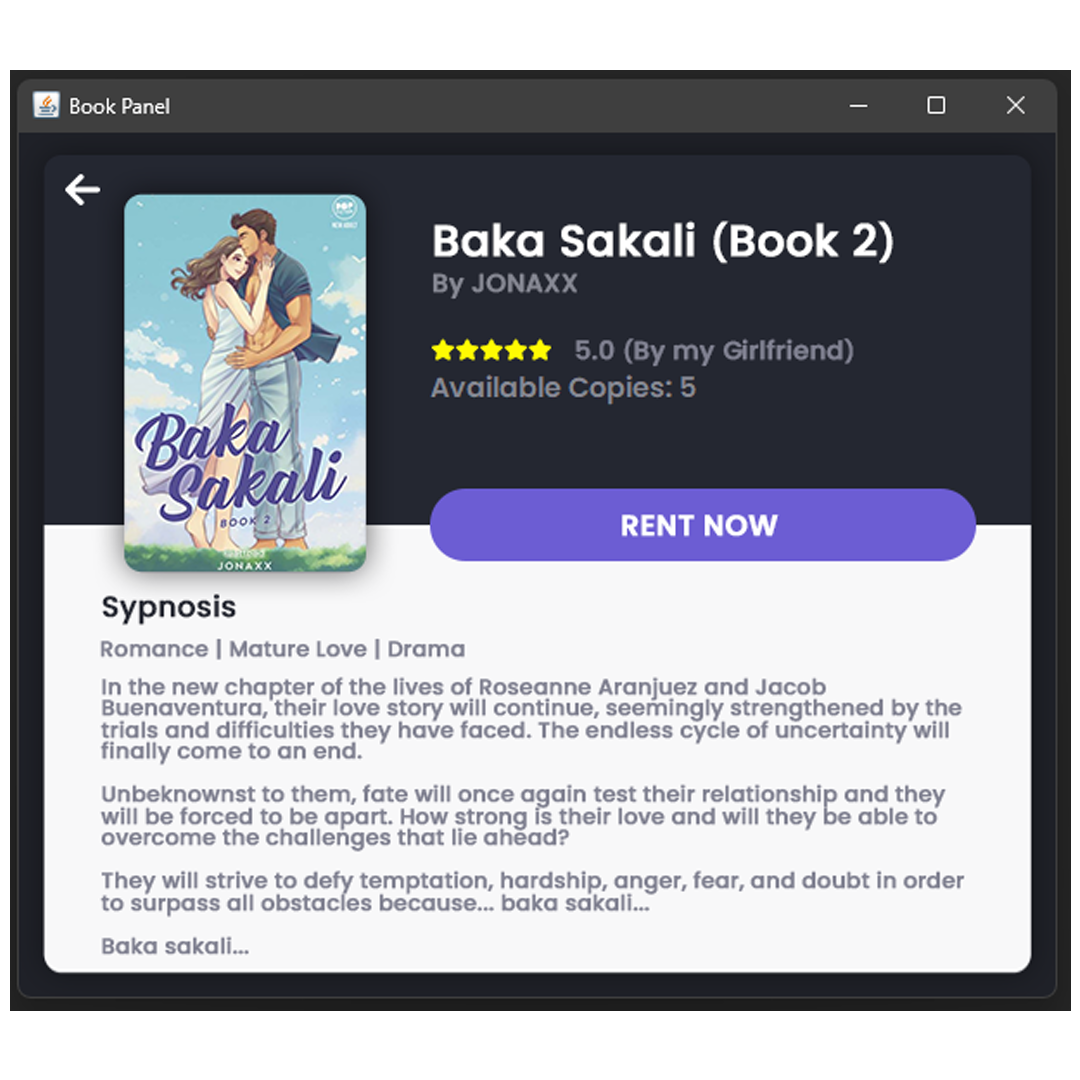 Book Panel
POP
NEW ADULT
Baka Sakali (Book 2)
By JONAXX
5.0 (By my Girlfriend)
Available Copies: 5
Baka
Sakali
BOOK 2
JONAXX
RENT NOW
Sypnosis
Romance | Mature Love | Drama
In the new chapter of the lives of Roseanne Aranjuez and Jacob
Buenaventura, their love story will continue, seemingly strengthened by the
trials and difficulties they have faced. The endless cycle of uncertainty will
finally come to an end.
Unbeknownst to them, fate will once again test their relationship and they
will be forced to be apart. How strong is their love and will they be able to
overcome the challenges that lie ahead?
They will strive to defy temptation, hardship, anger, fear, and doubt in order
to surpass all obstacles because... baka sakali...
Baka sakali...